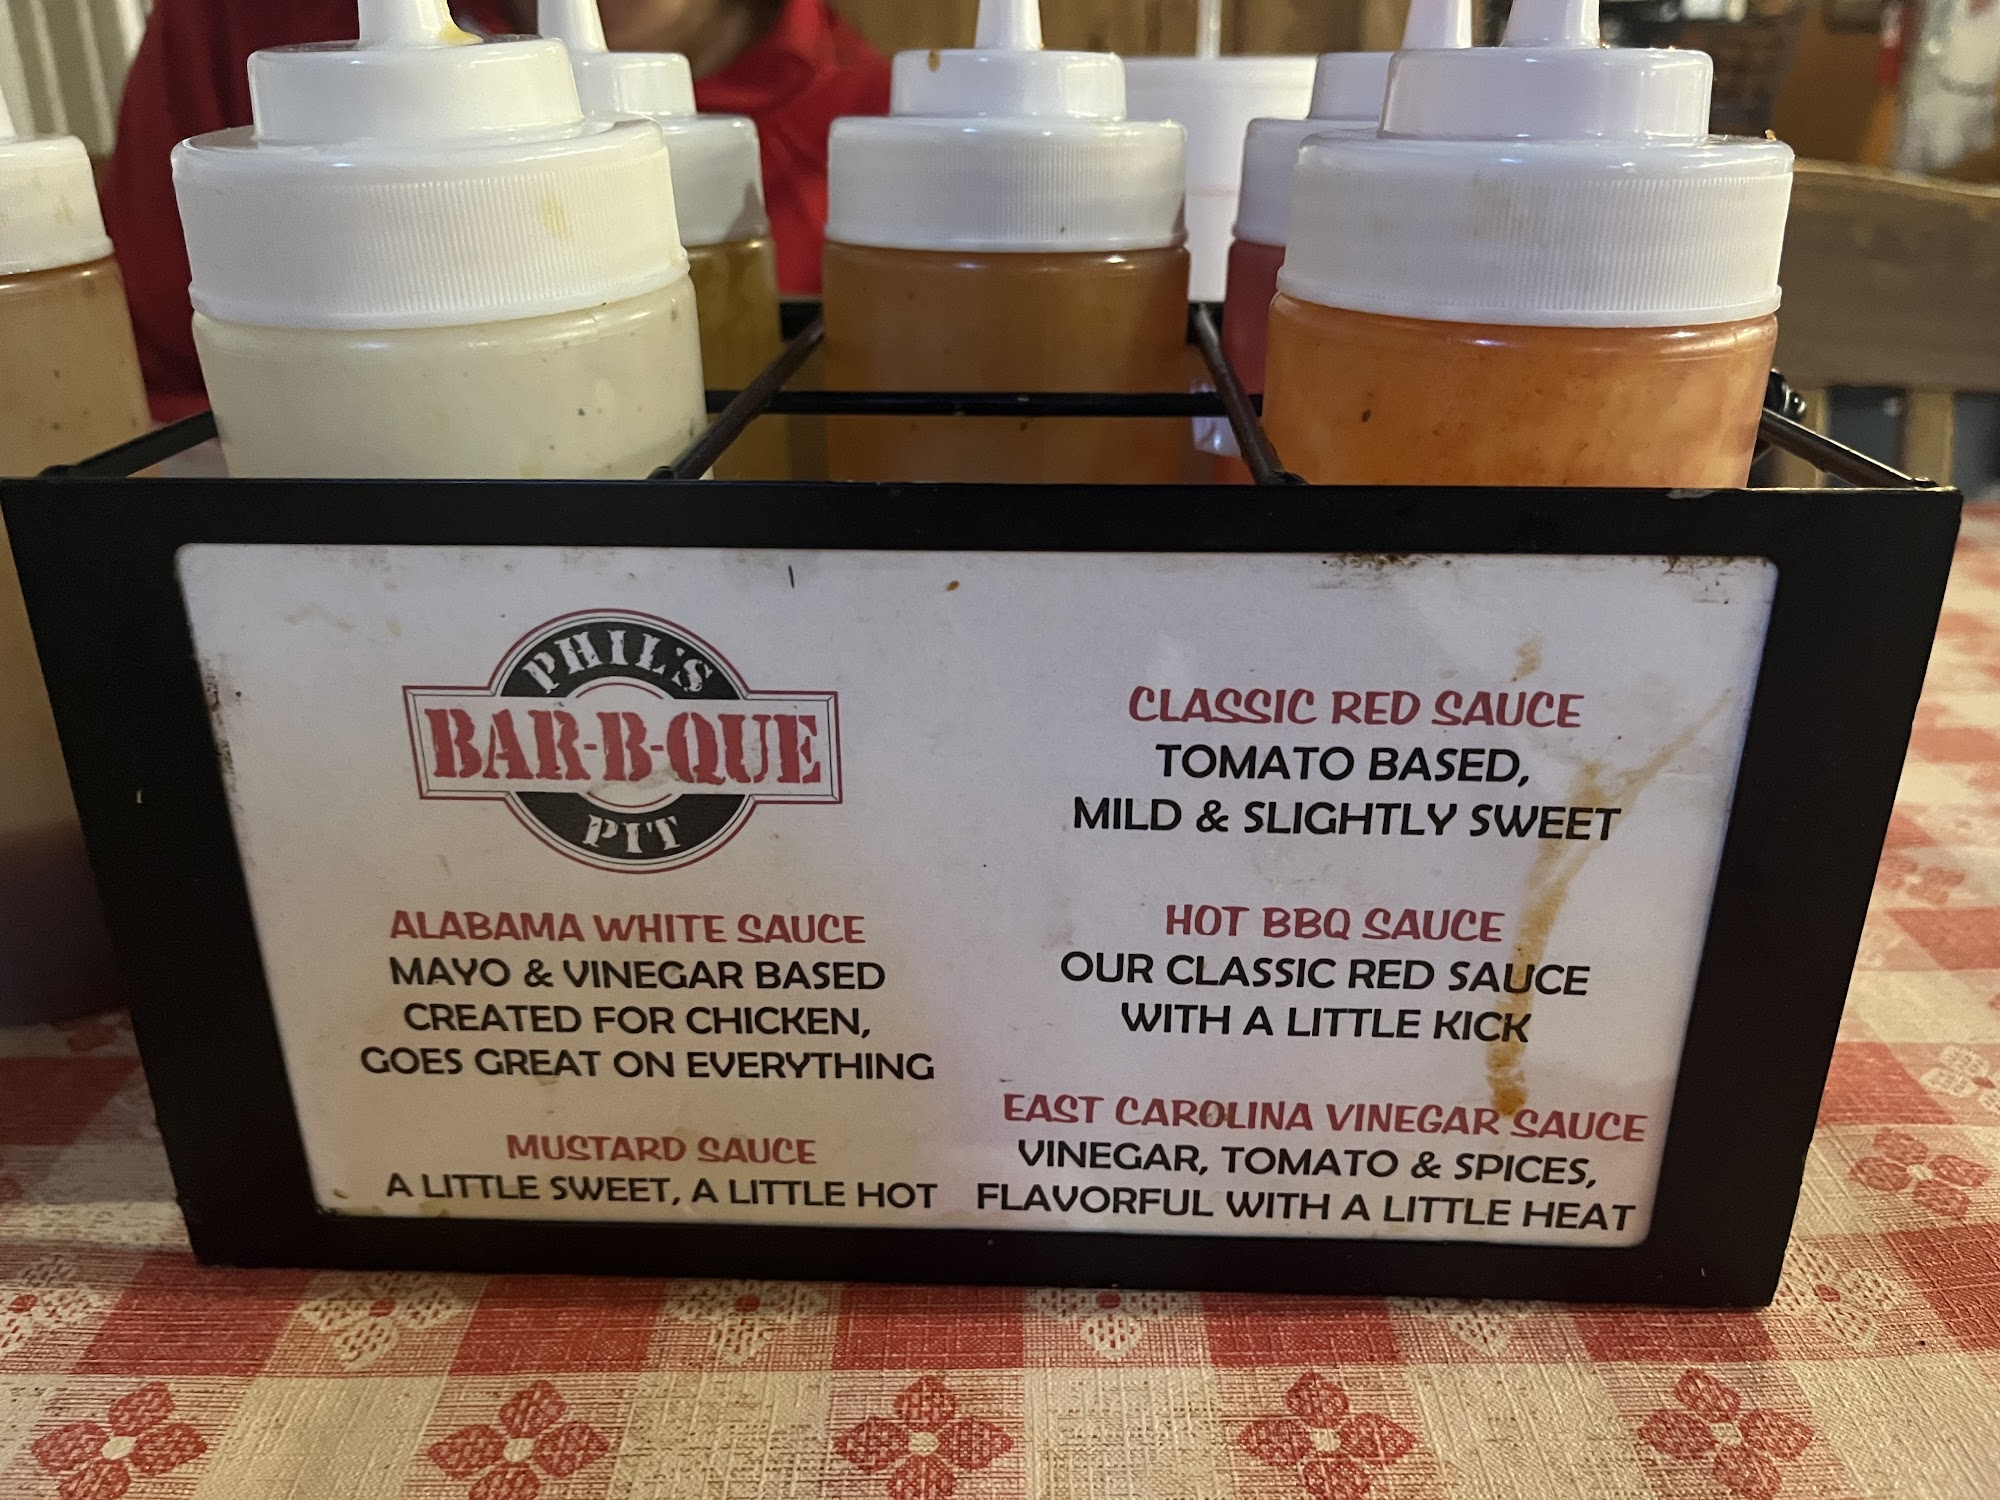 PHIL'S
BAR-B-QUE
PIT
ALABAMA WHITE SAUCE
MAYO & VINEGAR BASED
CREATED FOR CHICKEN,
GOES GREAT ON EVERYTHING
MUSTARD SAUCE
A LITTLE SWEET, A LITTLE HOT
CLASSIC RED SAUCE
TOMATO BASED,
MILD & SLIGHTLY SWEET
HOT BBQ SAUCE
OUR CLASSIC RED SAUCE
WITH A LITTLE KICK
EAST CAROLINA VINEGAR SAUCE
VINEGAR, TOMATO & SPICES,
FLAVORFUL WITH A LITTLE HEAT